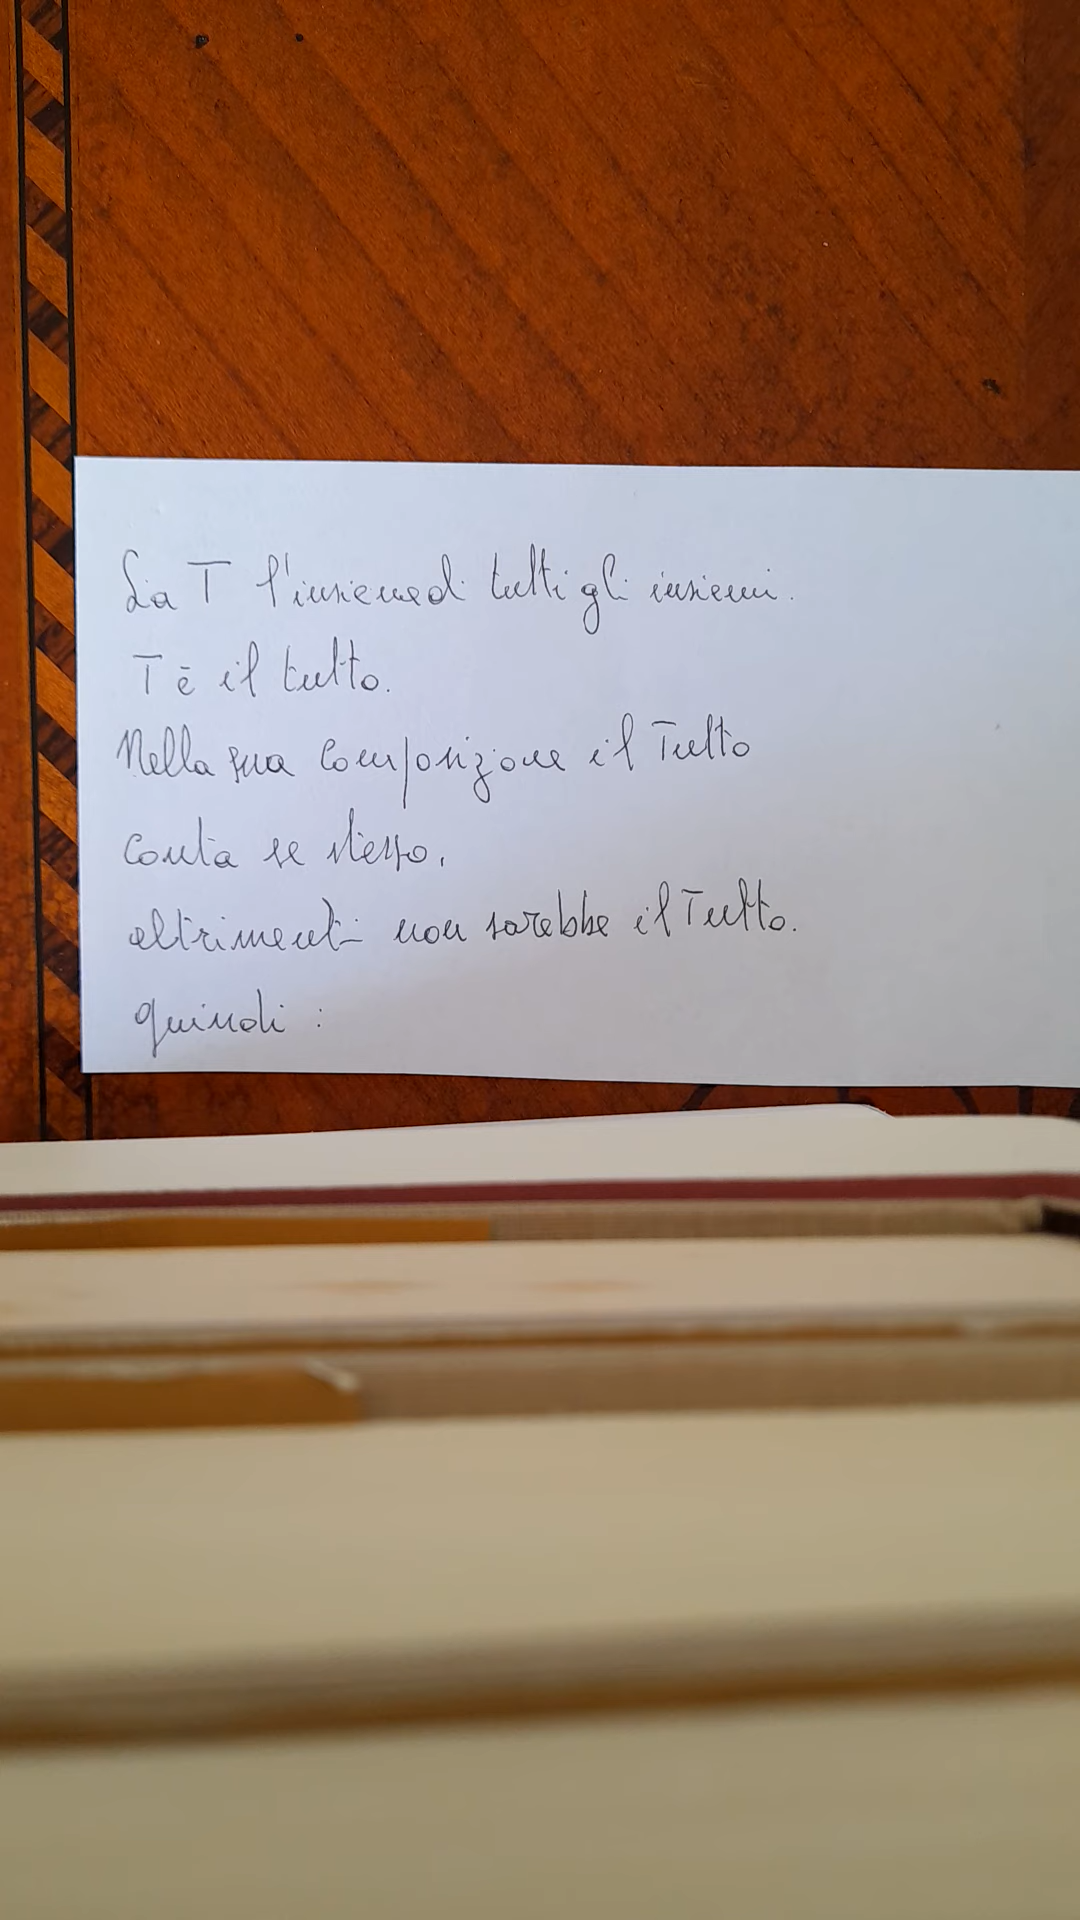 Sia T l'insieme di tutti gli insiemi.
T è il tutto.
Nella sua composizione il Tutto
conta se stesso,
altrimenti non sarebbe il Tutto.
quindi :